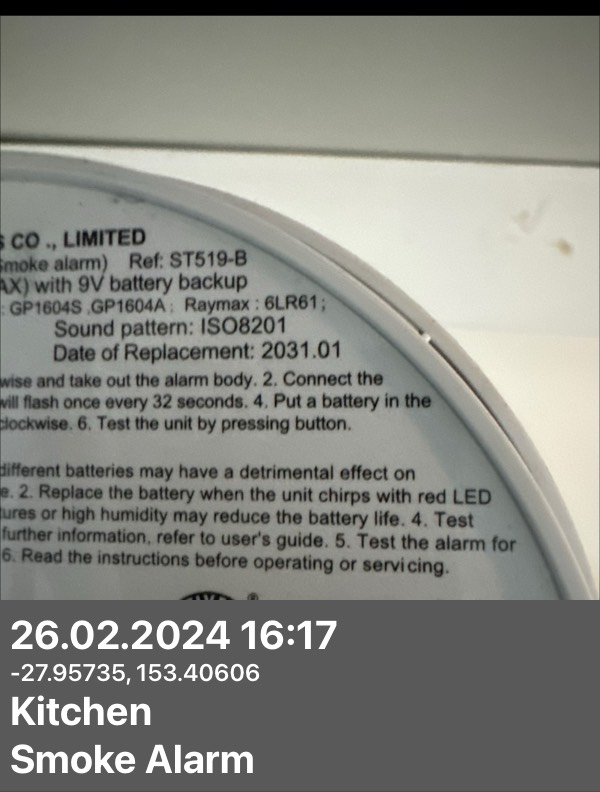 CO ., LIMITED
Smoke alarm) Ref: ST519-B
AX) with 9V battery backup
: GP1604S .GP1604A ; Raymax : 6LR61;
Sound pattern: ISO8201
Date of Replacement: 2031.01
wise and take out the alarm body. 2. Connect the
will flash once every 32 seconds. 4. Put a battery in the
clockwise. 6. Test the unit by pressing button.
different batteries may have a detrimental effect on
e. 2. Replace the battery when the unit chirps with red LED
tures or high humidity may reduce the battery life. 4. Test
further information, refer to user's guide. 5. Test the alarm for
6. Read the instructions before operating or servicing.
26.02.2024 16:17
-27.95735, 153.40606
Kitchen
Smoke Alarm